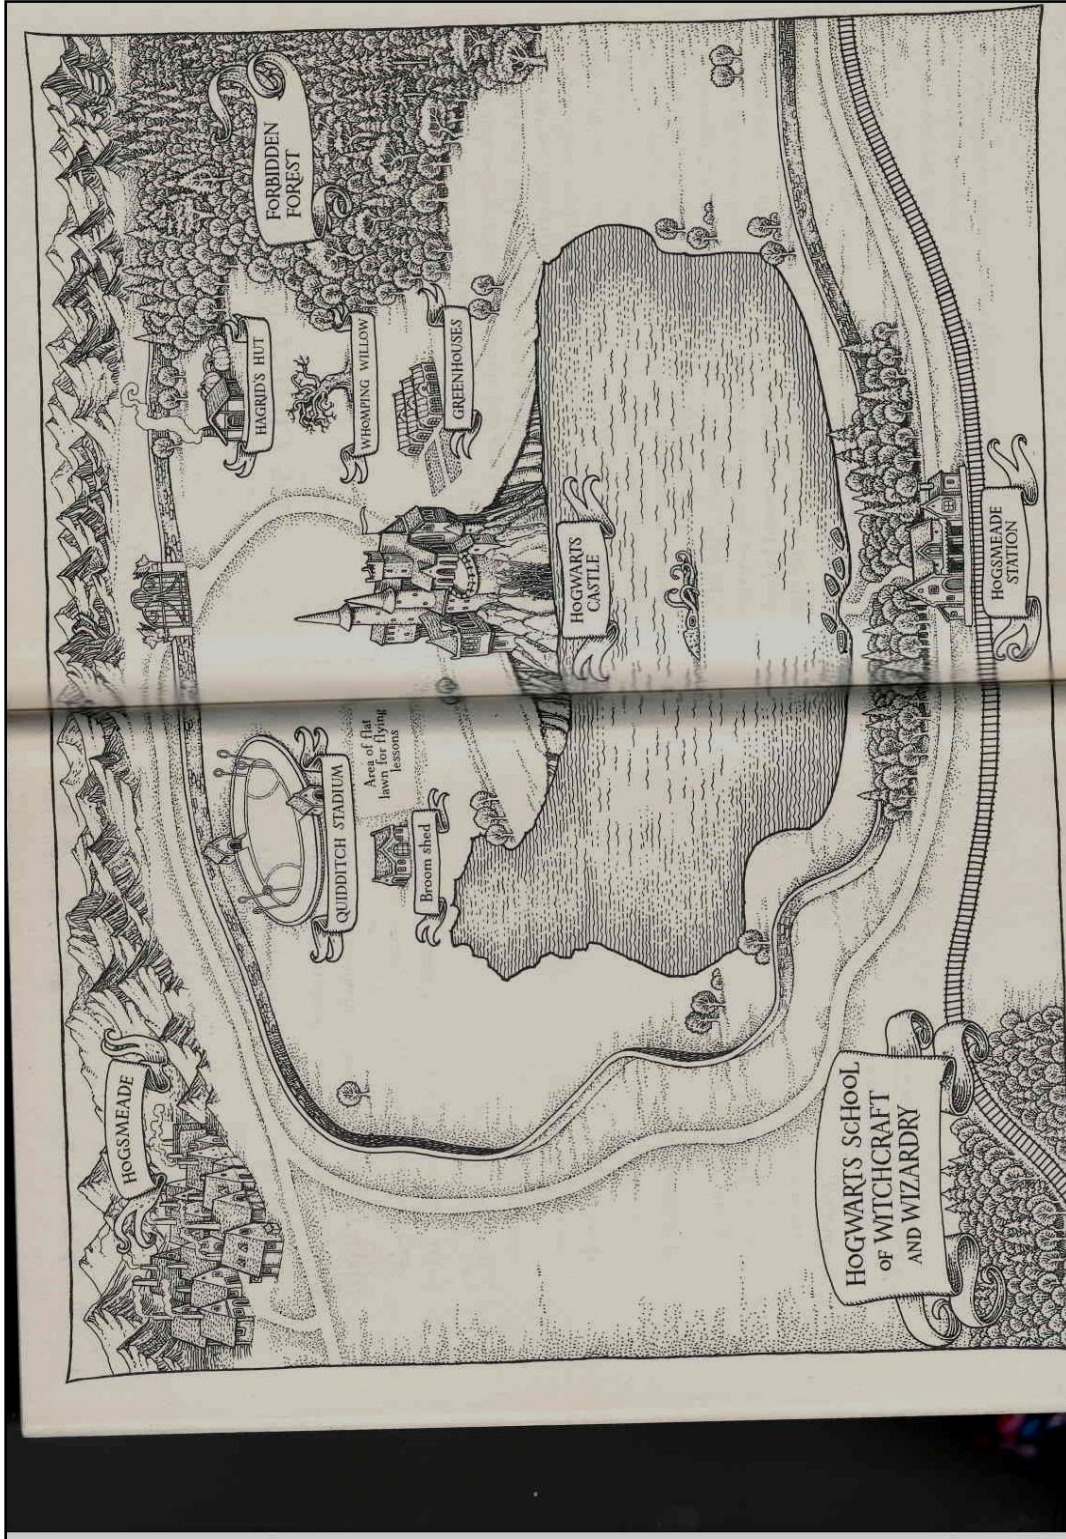 HOGSMEADE
QUIDDITCH STADIUM
Area of flat
lawn for flying
lessons
Broom shed
HAGRID'S HUT
WHOMPING WILLOW
GREENHOUSES
FORBIDDEN
FOREST
HOGWARTS
CASTLE
HOGWARTS SCHOOL
OF WITCHCRAFT
AND WIZARDRY
HOGSMEADE
STATION